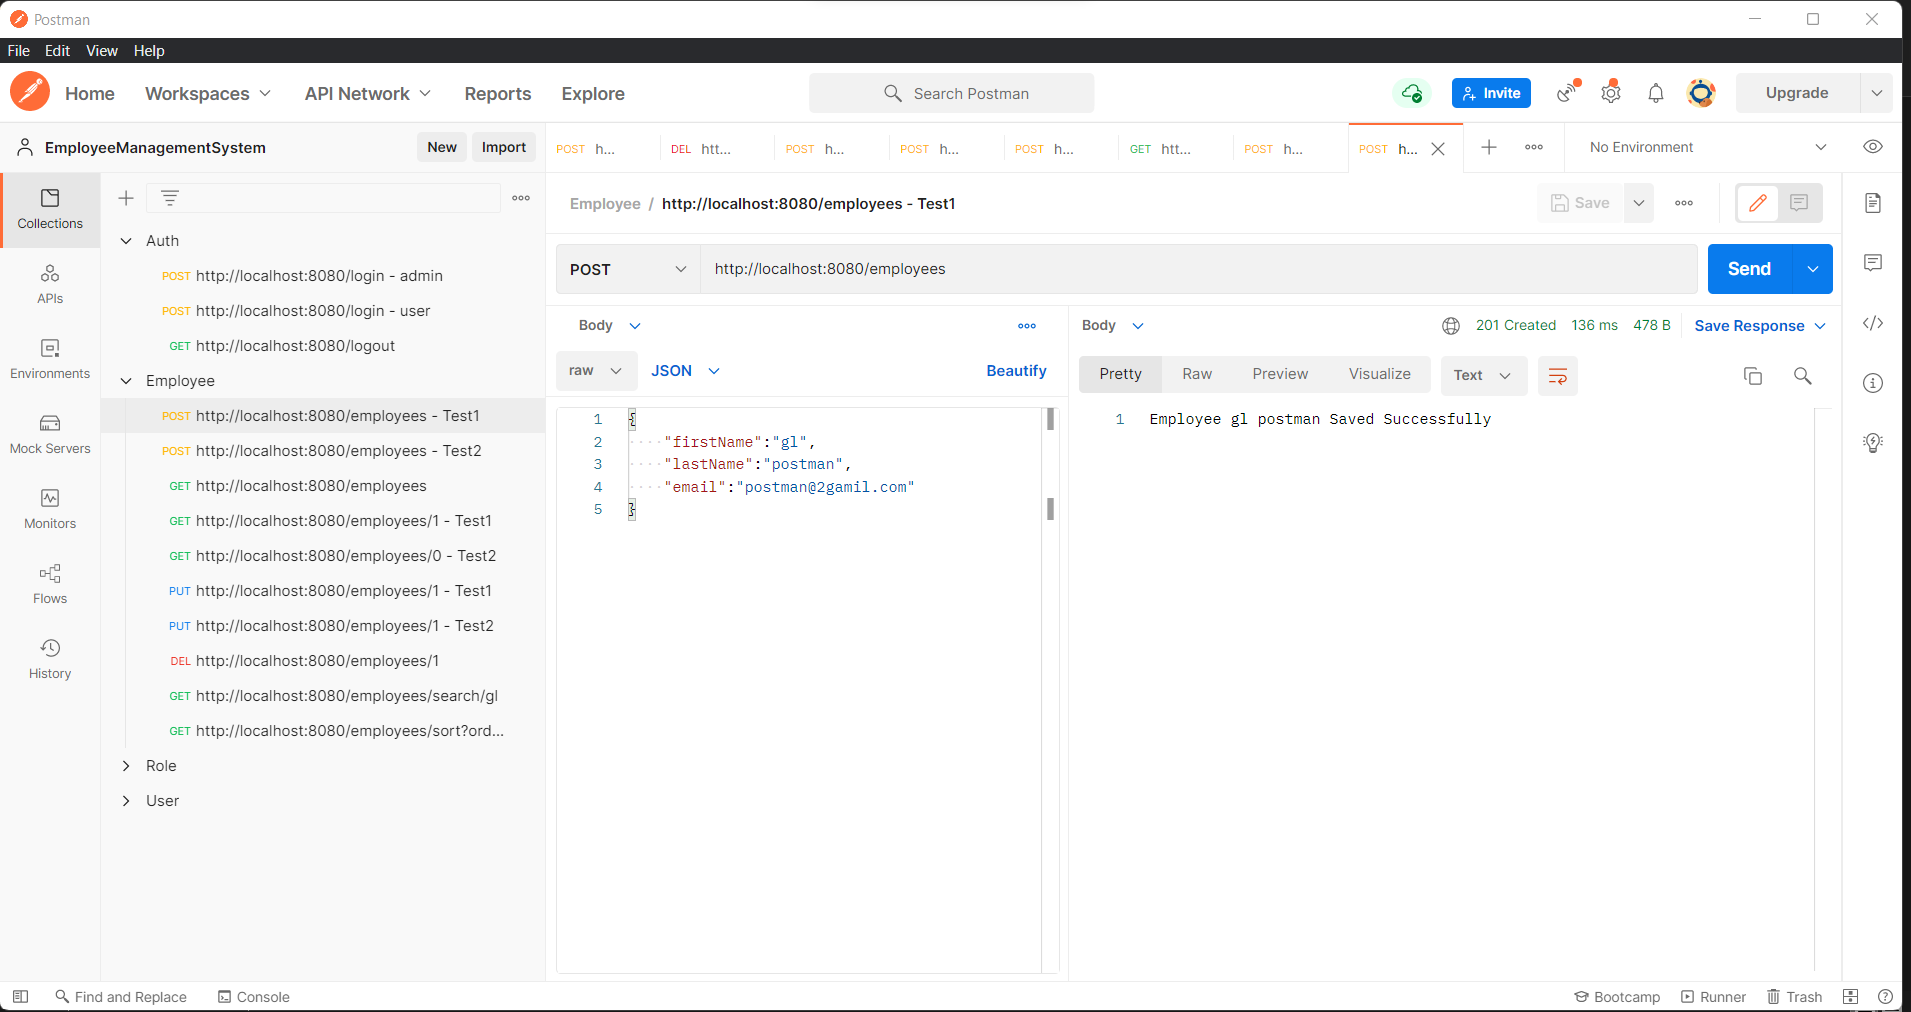 Postman
File Edit View Help
Home Workspaces API Network Reports Explore Search Postman Invite Upgrade
EmployeeManagementSystem New Import
POST h... DEL htt... POST h... POST h... POST h... GET htt... POST h... POST h... No Environment
Collections
APIs
Environments
Mock Servers
Monitors
Flows
History
Auth
POST http://localhost:8080/login - admin
POST http://localhost:8080/login - user
GET http://localhost:8080/logout
Employee
POST http://localhost:8080/employees - Test1
POST http://localhost:8080/employees - Test2
GET http://localhost:8080/employees
GET http://localhost:8080/employees/1 - Test1
GET http://localhost:8080/employees/0 - Test2
PUT http://localhost:8080/employees/1 - Test1
PUT http://localhost:8080/employees/1 - Test2
DEL http://localhost:8080/employees/1
GET http://localhost:8080/employees/search/gl
GET http://localhost:8080/employees/sort?ord...
Role
User
Employee / http://localhost:8080/employees - Test1 Save
POST http://localhost:8080/employees Send
Body
raw JSON Beautify
1 {
2 "firstName":"gl",
3 "lastName":"postman",
4 "email":"postman@2gamil.com"
5 }
Body 201 Created 136 ms 478 B Save Response
Pretty Raw Preview Visualize Text
1 Employee gl postman Saved Successfully
Find and Replace Console Bootcamp Runner Trash